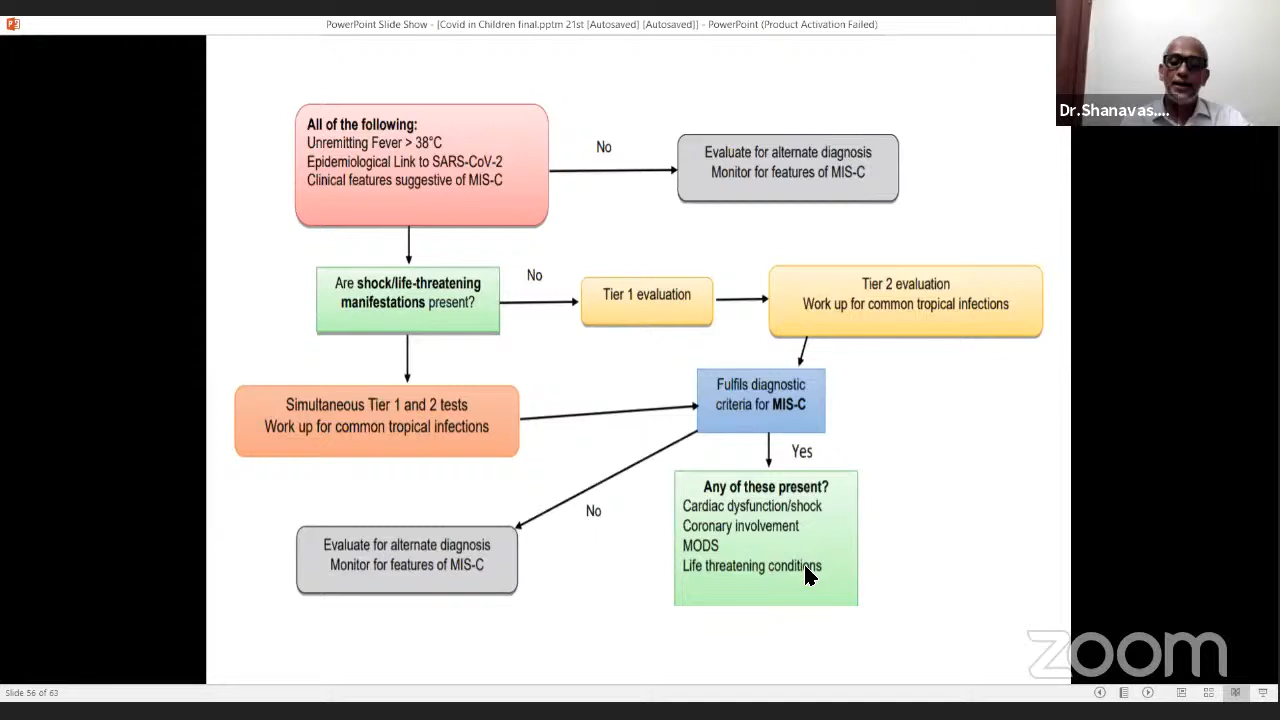 PowerPoint Slide Show - [Covid in Children final.pptm 21st [Autosaved] [Autosaved]] - PowerPoint (Product Activation Failed)
Dr.Shanavas....
All of the following:
Unremitting Fever > 38°C
Epidemiological Link to SARS-CoV-2
Clinical features suggestive of MIS-C
No
Evaluate for alternate diagnosis
Monitor for features of MIS-C
Are shock/life-threatening
manifestations present?
No
Tier 1 evaluation
Tier 2 evaluation
Work up for common tropical infections
Simultaneous Tier 1 and 2 tests
Work up for common tropical infections
Fulfils diagnostic
criteria for MIS-C
Yes
No
Any of these present?
Cardiac dysfunction/shock
Coronary involvement
MODS
Life threatening conditions
Evaluate for alternate diagnosis
Monitor for features of MIS-C
zoom
Slide 56 of 63